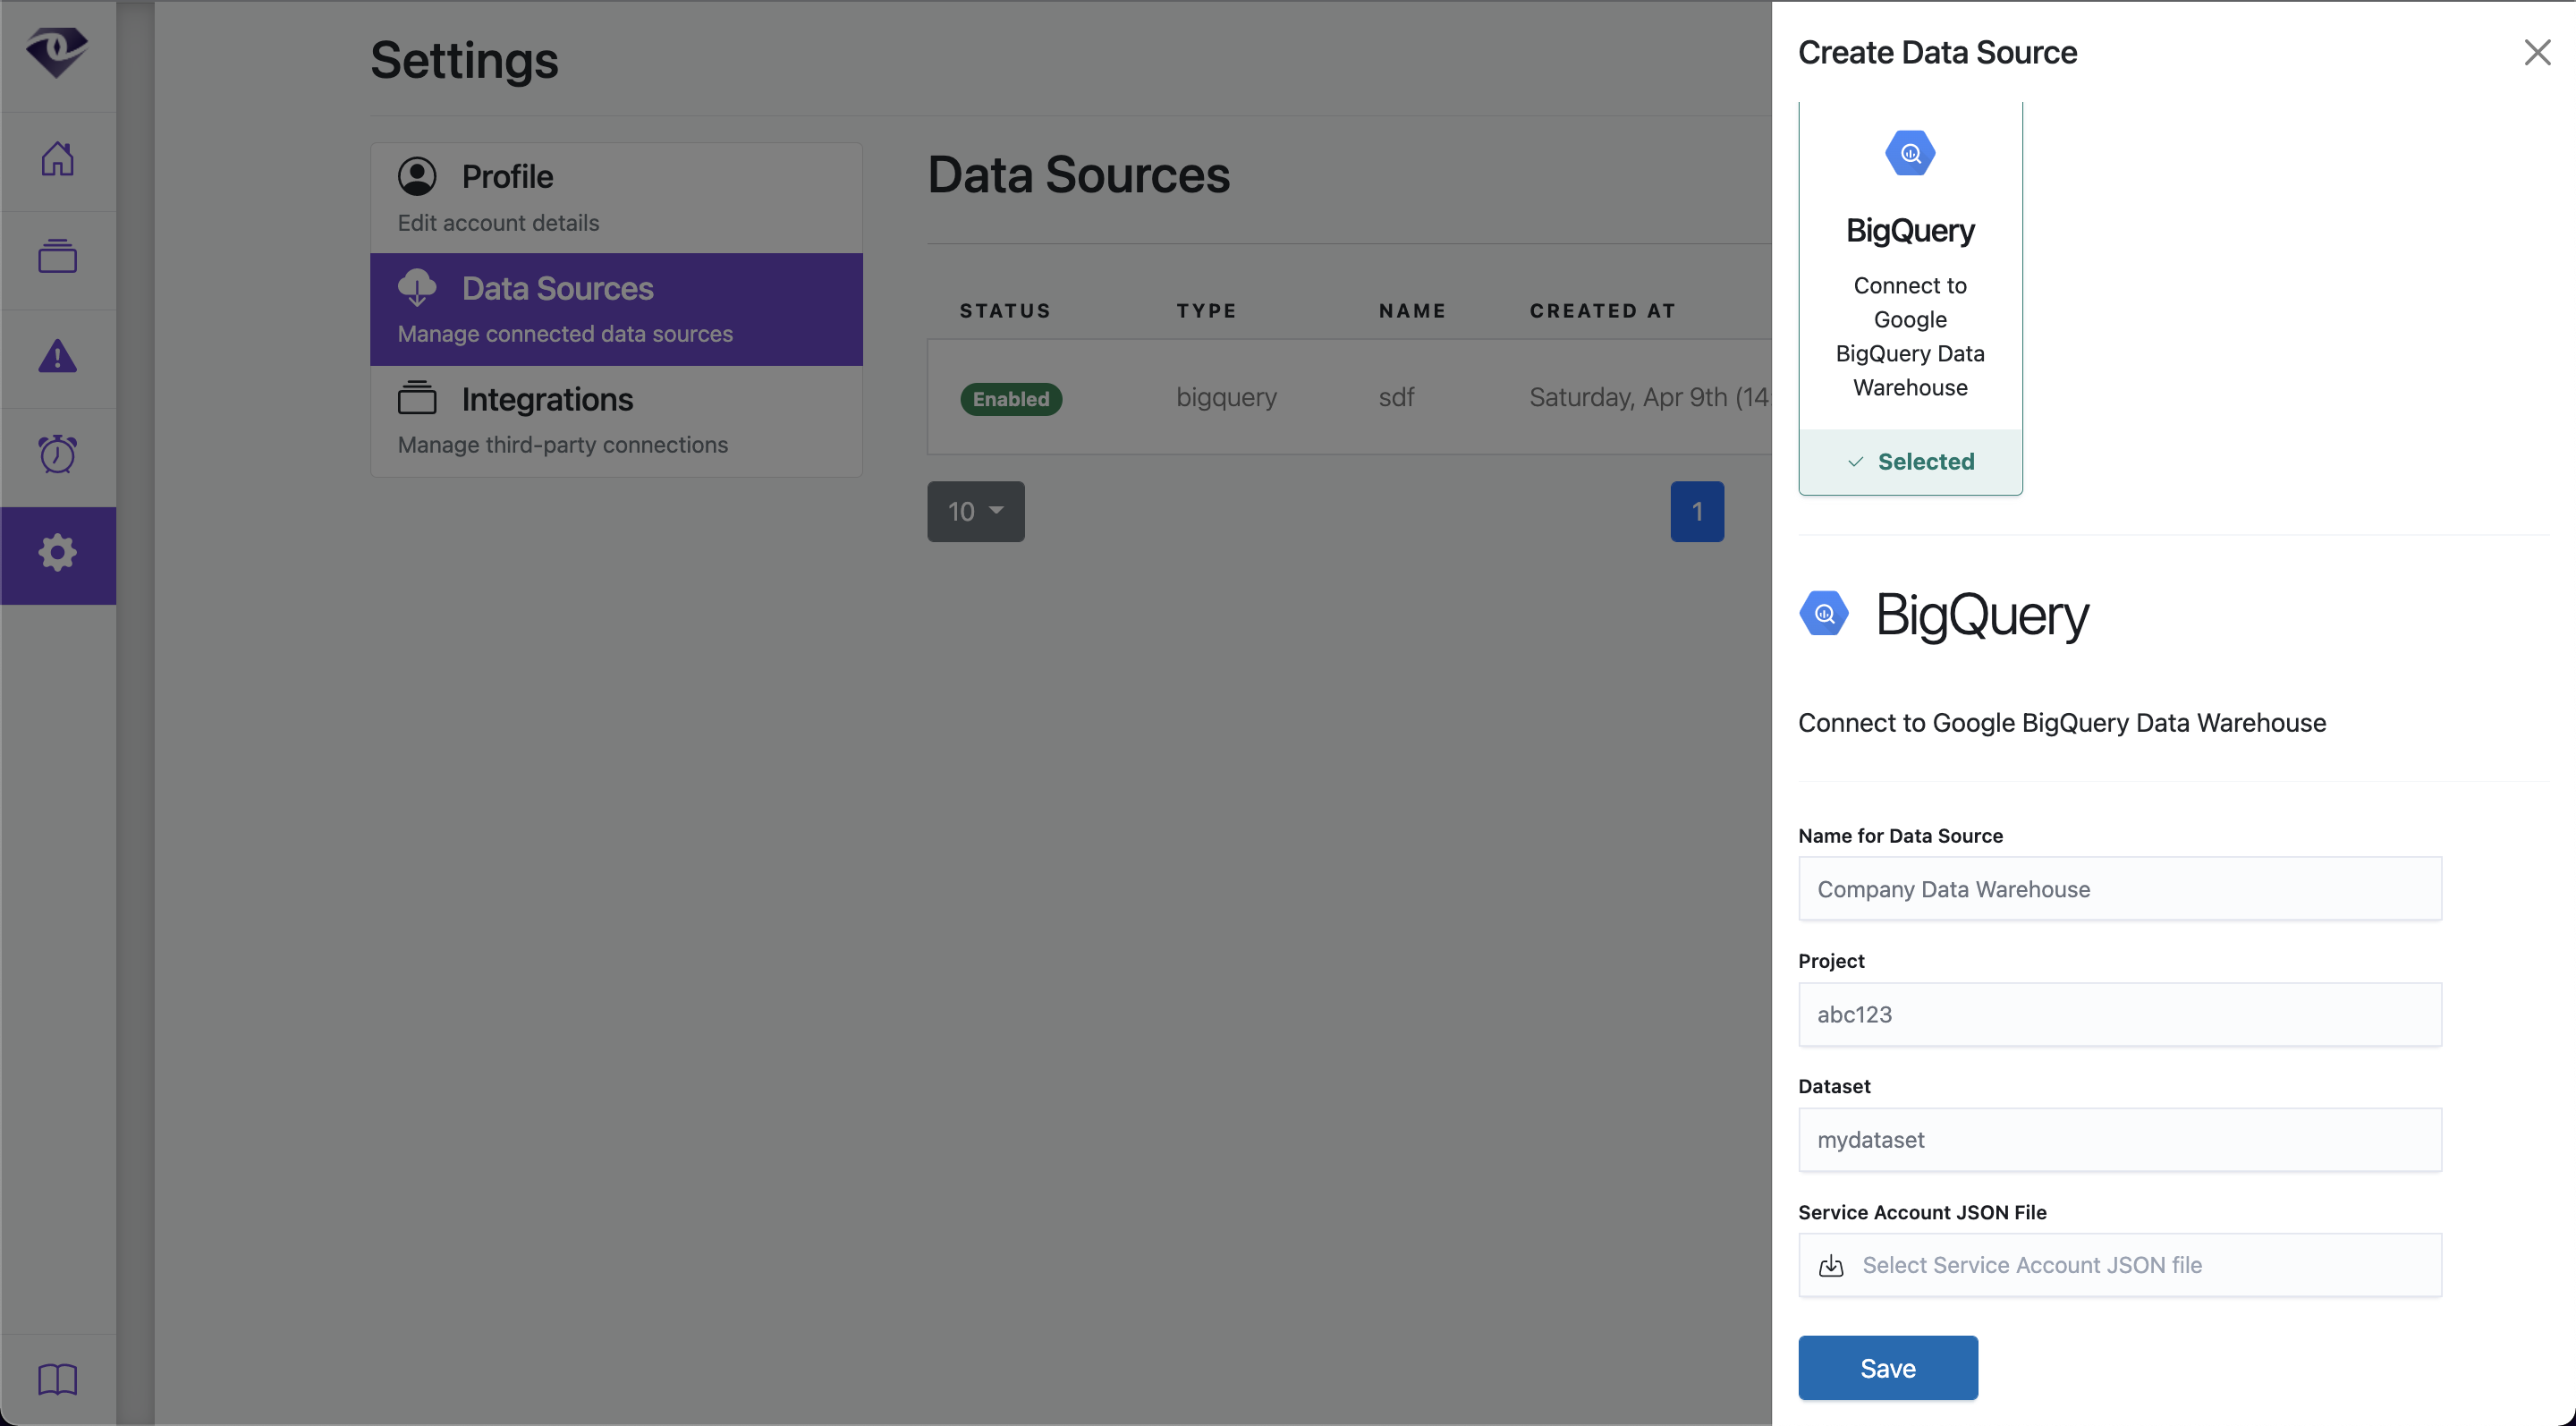 Settings
Profile
Edit account details
Data Sources
Manage connected data sources
Integrations
Manage third-party connections
Data Sources
STATUS TYPE NAME CREATED AT
Enabled bigquery sdf Saturday, Apr 9th (14
10 1
Create Data Source
BigQuery
Connect to
Google
BigQuery Data
Warehouse
Selected
BigQuery
Connect to Google BigQuery Data Warehouse
Name for Data Source
Company Data Warehouse
Project
abc123
Dataset
mydataset
Service Account JSON File
Select Service Account JSON file
Save